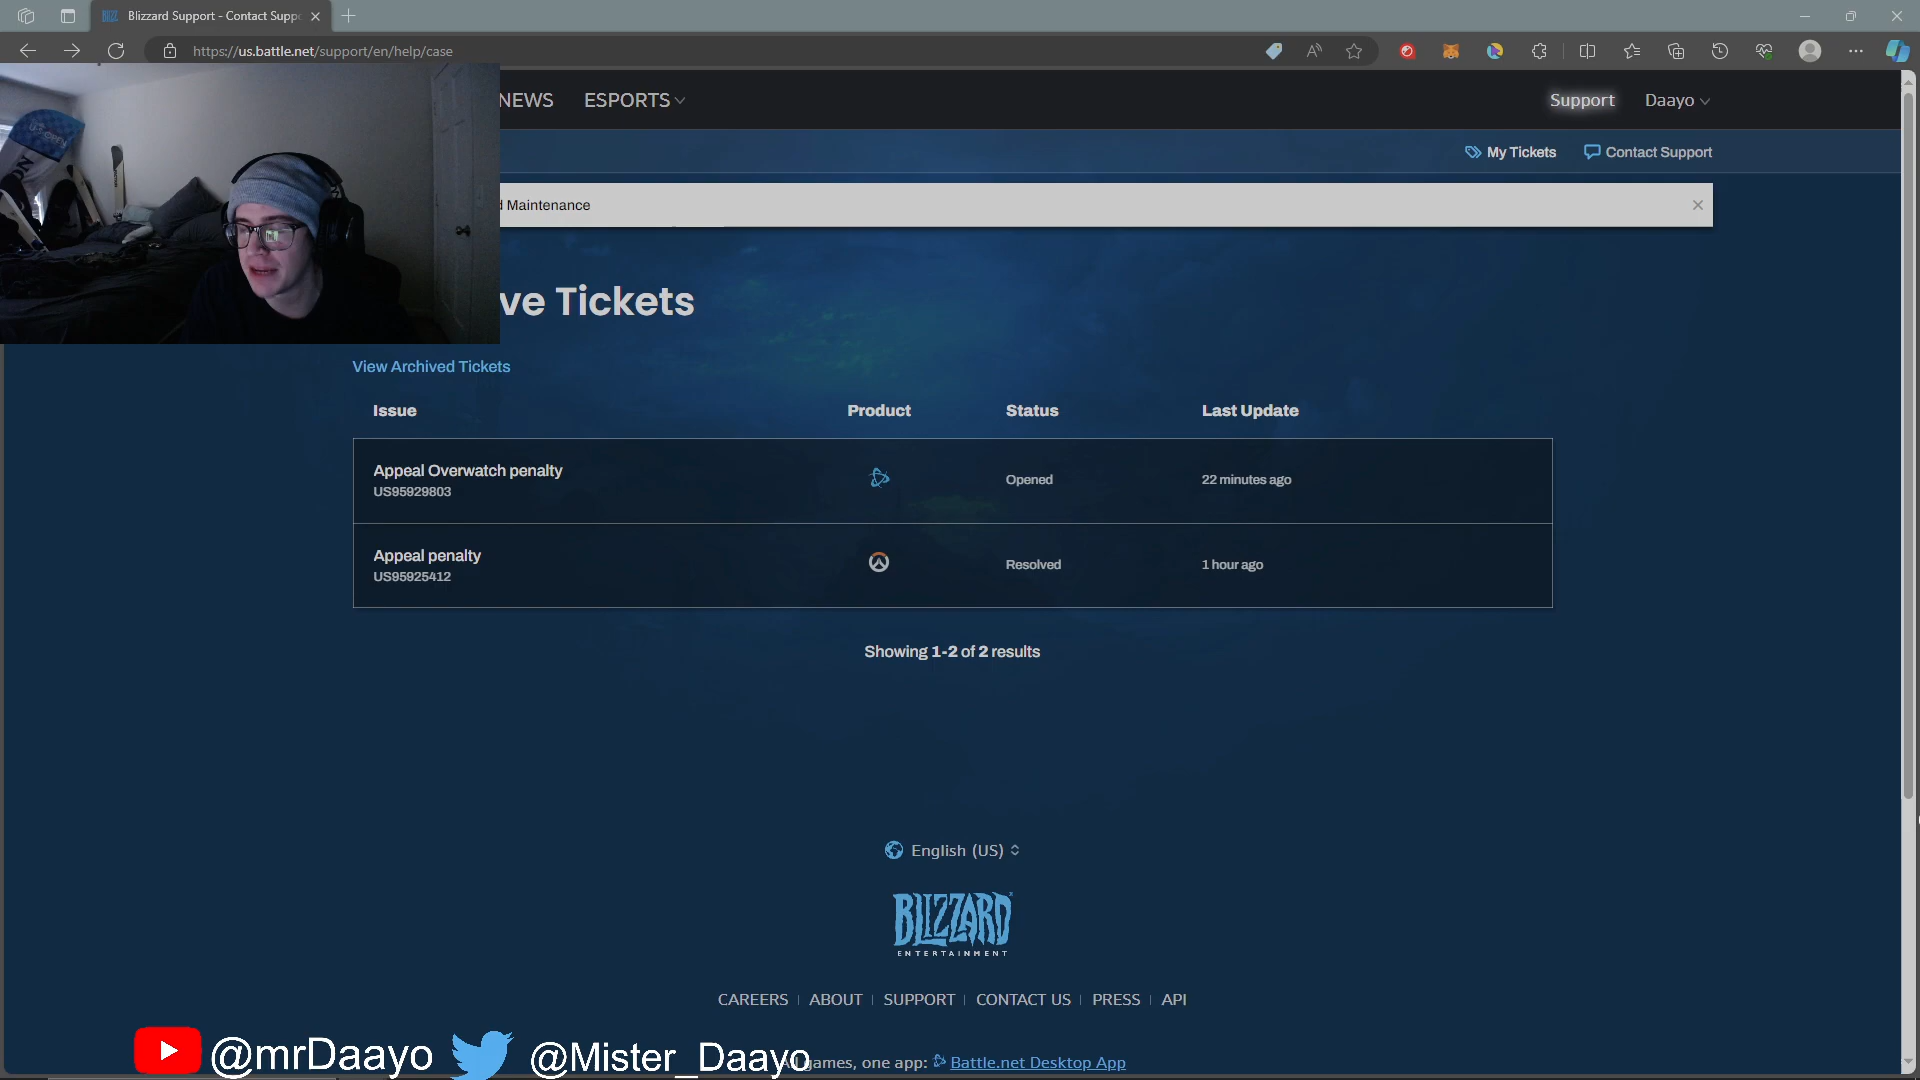 Blizzard Support - Contact Supp
https://us.battle.net/support/en/help/case
NEWS ESPORTS Support Daayo
My Tickets Contact Support
d Maintenance
ve Tickets
View Archived Tickets
Issue Product Status Last Update
Appeal Overwatch penalty
US95929803
Opened 22 minutes ago
Appeal penalty
US95925412
Resolved 1 hour ago
Showing 1-2 of 2 results
English (US)
BLIZZARD
ENTERTAINMENT
CAREERS | ABOUT | SUPPORT | CONTACT US | PRESS | API
@mrDaayo @Mister_Daayo
games, one app: Battle.net Desktop App